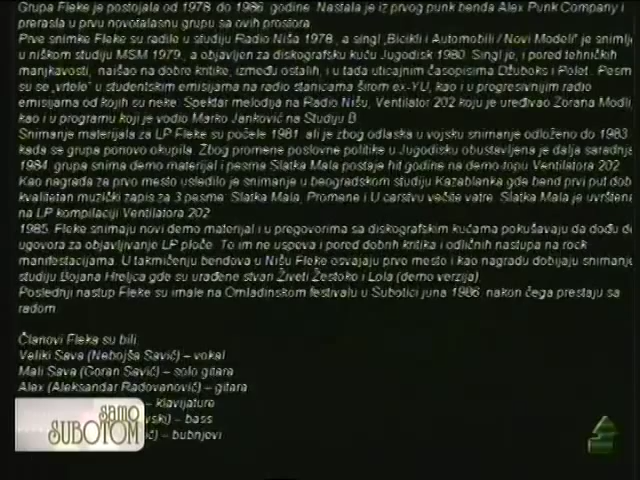 Grupa Fleke je postojala od 1978. do 1986. godine. Nastala je iz prvog punk benda Alex Punk Company i
prerasla u prvu novotalasnu grupu sa ovih prostora.
Prve snimke Fleke su radile u studiju Radio Niša 1978., a singl „Bicikli i Automobili / Novi Modeli" je snimlje
u niškom studiju MSM 1979., a objavljen za diskografsku kuću Jugodisk 1980. Singl je, i pored tehničkih
manjkavosti, naišao na dobre kritike, između ostalih, i u tada uticajnim časopisima Džuboks i Polet. Pesm
su se „vrtele" u studentskim emisijama na radio stanicama širom ex-YU, kao i u progresivnijim radio
emisijama od kojih su neke: Spektar melodija na Radio Nišu, Ventilator 202 koju je uređivao Zorana Modli,
kao i u programu koji je vodio Marko Janković na Studiju B.
Snimanje materijala za LP Fleke su počele 1981. ali je zbog odlaska u vojsku snimanje odloženo do 1983.
kada se grupa ponovo okupila. Zbog promene poslovne politike u Jugodisku obustavljena je dalja saradnja
1984. grupa snima demo materijal i pesma Slatka Mala postaje hit godine na demo topu Ventilatora 202.
Kao nagrada za prvo mesto usledilo je snimanje u beogradskom studiju Kazablanka gde bend prvi put dob
kvalitetan muzički zapis za 3 pesme: Slatka Mala, Promene i U carstvu večite vatre. Slatka Mala je uvršten
na LP kompilaciji Ventilatora 202.
1985. Fleke snimaju novi demo materijal i u pregovorima sa diskografskim kućama pokušavaju da dođu d
ugovora za objavljivanje LP ploče. To im ne uspeva i pored dobrih kritika i odličnih nastupa na rock
manifestacijama. U takmičenju bendova u Nišu Fleke osvajaju prvo mesto i kao nagradu dobijaju snimanje
studiju Bojana Hreljca gde su urađene stvari Živeti Žestoko i Lola (demo verzija).
Poslednji nastup Fleke su imale na Omladinskom festivalu u Subotici juna 1986. nakon čega prestaju sa
radom.
Članovi Fleka su bili:
Veliki Sava (Nebojša Savić) – vokal
Mali Sava (Goran Savić) – solo gitara
Alex (Aleksandar Radovanović) – gitara
– klavijature
vski) – bass
ić) – bubnjevi
samo
SUBOTOM